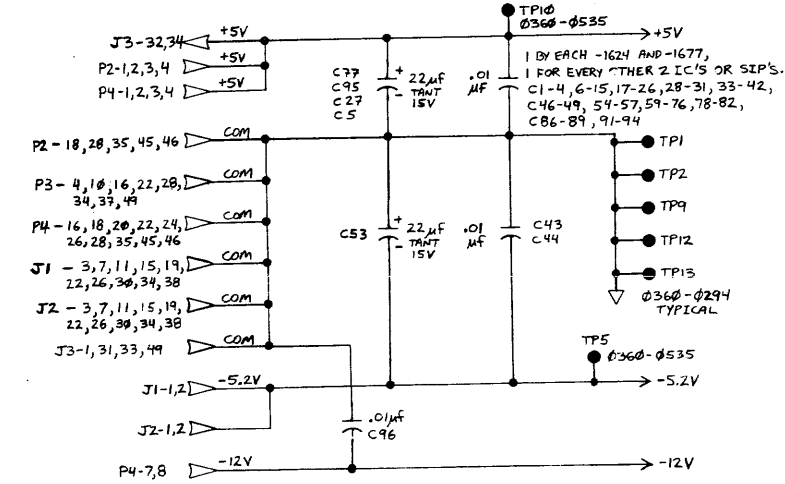 TP1Ø
Ø36Ø-Ø535
J3-32,34 +5V
+5V
P2-1,2,3,4 +5V
P4-1,2,3,4 +5V
C77
C95
C27
C5
+ 22µf
- TANT
15V
.01
µf
1 BY EACH -1624 AND -1677,
1 FOR EVERY OTHER 2 IC'S OR SIP'S.
C1-4, 6-15, 17-26, 28-31, 33-42,
C46-49, 54-57, 59-76, 78-82,
C86-89, 91-94
P2-18,28,35,45,46 COM
P3-4,1Ø,16,22,28, COM
34,37,49
P4-16,18,2Ø,22,24, COM
26,28,35,45,46
J1-3,7,11,15,19, COM
22,26,3Ø,34,38
J2-3,7,11,15,19, COM
22,26,3Ø,34,38
J3-1,31,33,49 COM
C53
+ 22µf
- TANT
15V
.01
µf
C43
C44
TP1
TP2
TP9
TP12
TP13
Ø36Ø-Ø294
TYPICAL
TP5
Ø36Ø-Ø535
J1-1,2 -5.2V
-5.2V
J2-1,2
.01µf
C96
P4-7,8 -12V
-12V